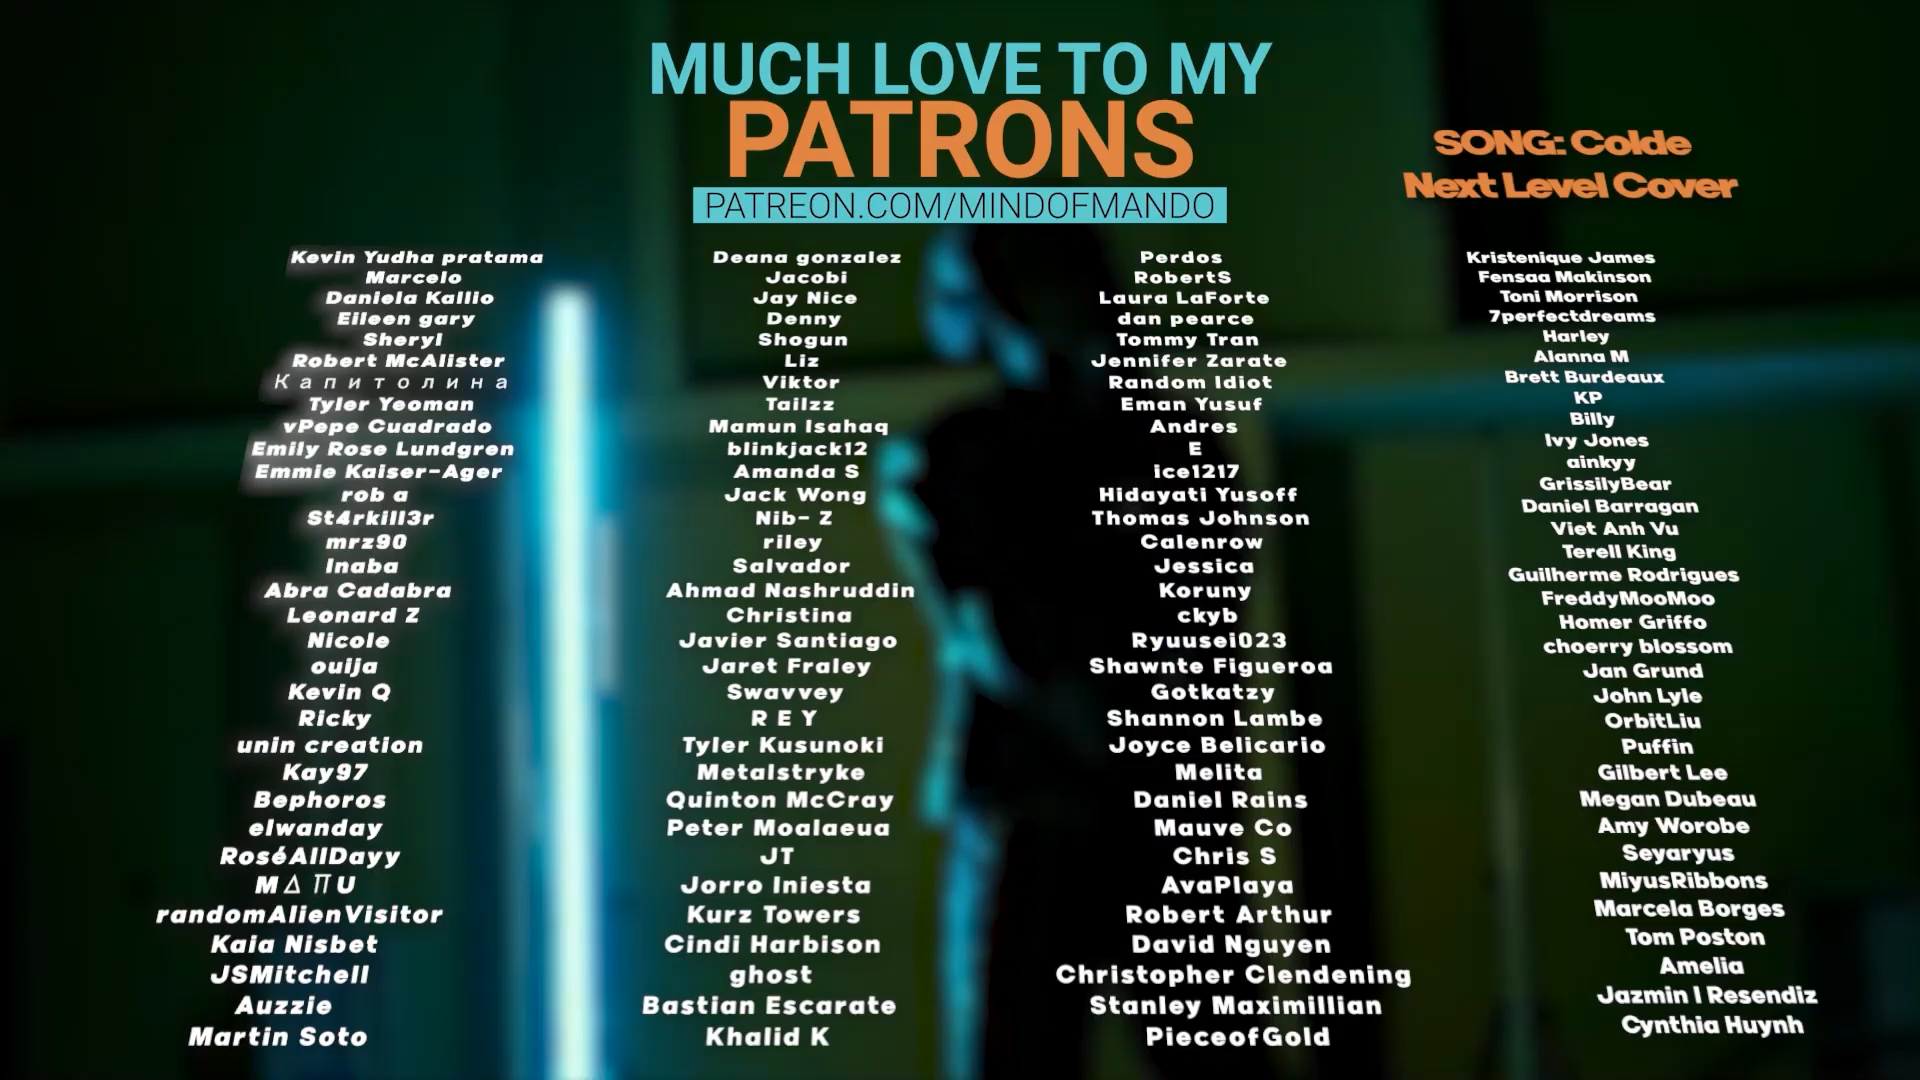 MUCH LOVE TO MY
PATRONS
PATREON.COM/MINDOFMANDO
SONG: Colde
Next Level Cover
Kevin Yudha pratama
Marcelo
Daniela Kallio
Eileen gary
Sheryl
Robert McAlister
Капитолина
Tyler Yeoman
vPepe Cuadrado
Emily Rose Lundgren
Emmie Kaiser-Ager
rob a
St4rkill3r
mrz90
Inaba
Abra Cadabra
Leonard Z
Nicole
ouija
Kevin Q
Ricky
unin creation
Kay97
Bephoros
elwanday
RoséAllDayy
M Δ ΠU
randomAlienVisitor
Kaia Nisbet
JSMitchell
Auzzie
Martin Soto
Deana gonzalez
Jacobi
Jay Nice
Denny
Shogun
Liz
Viktor
Tailzz
Mamun Isahaq
blinkjack12
Amanda S
Jack Wong
Nib- Z
riley
Salvador
Ahmad Nashruddin
Christina
Javier Santiago
Jaret Fraley
Swavvey
R E Y
Tyler Kusunoki
Metalstryke
Quinton McCray
Peter Moalaeua
JT
Jorro Iniesta
Kurz Towers
Cindi Harbison
ghost
Bastian Escarate
Khalid K
Perdos
RobertS
Laura LaForte
dan pearce
Tommy Tran
Jennifer Zarate
Random Idiot
Eman Yusuf
Andres
E
ice1217
Hidayati Yusoff
Thomas Johnson
Calenrow
Jessica
Koruny
ckyb
Ryuusei023
Shawnte Figueroa
Gotkatzy
Shannon Lambe
Joyce Belicario
Melita
Daniel Rains
Mauve Co
Chris S
AvaPlaya
Robert Arthur
David Nguyen
Christopher Clendening
Stanley Maximillian
PieceofGold
Kristenique James
Fensaa Makinson
Toni Morrison
7perfectdreams
Harley
Alanna M
Brett Burdeaux
KP
Billy
Ivy Jones
ainkyy
GrissilyBear
Daniel Barragan
Viet Anh Vu
Terell King
Guilherme Rodrigues
FreddyMooMoo
Homer Griffo
choerry blossom
Jan Grund
John Lyle
OrbitLiu
Puffin
Gilbert Lee
Megan Dubeau
Amy Worobe
Seyaryus
MiyusRibbons
Marcela Borges
Tom Poston
Amelia
Jazmin I Resendiz
Cynthia Huynh